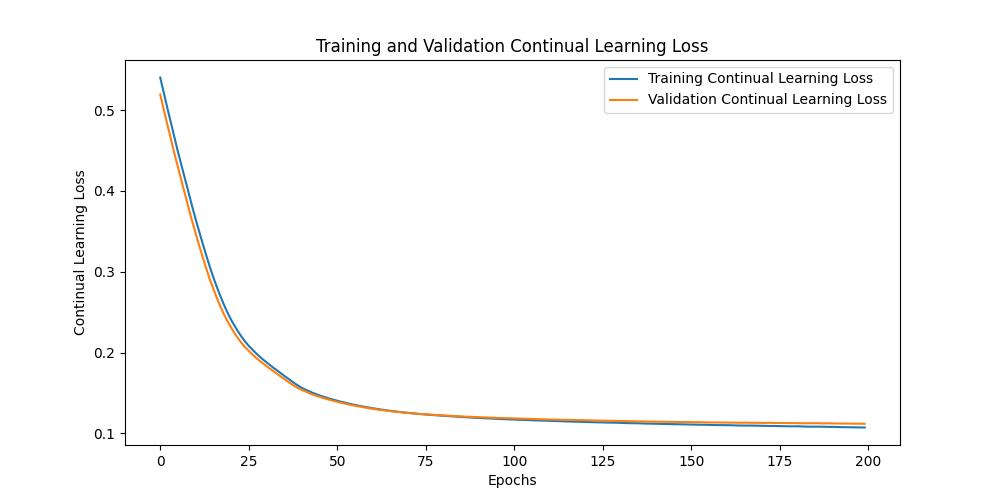 Training and Validation Continual Learning Loss
Training Continual Learning Loss
Validation Continual Learning Loss
Continual Learning Loss
0.5
0.4
0.3
0.2
0.1
0 25 50 75 100 125 150 175 200
Epochs